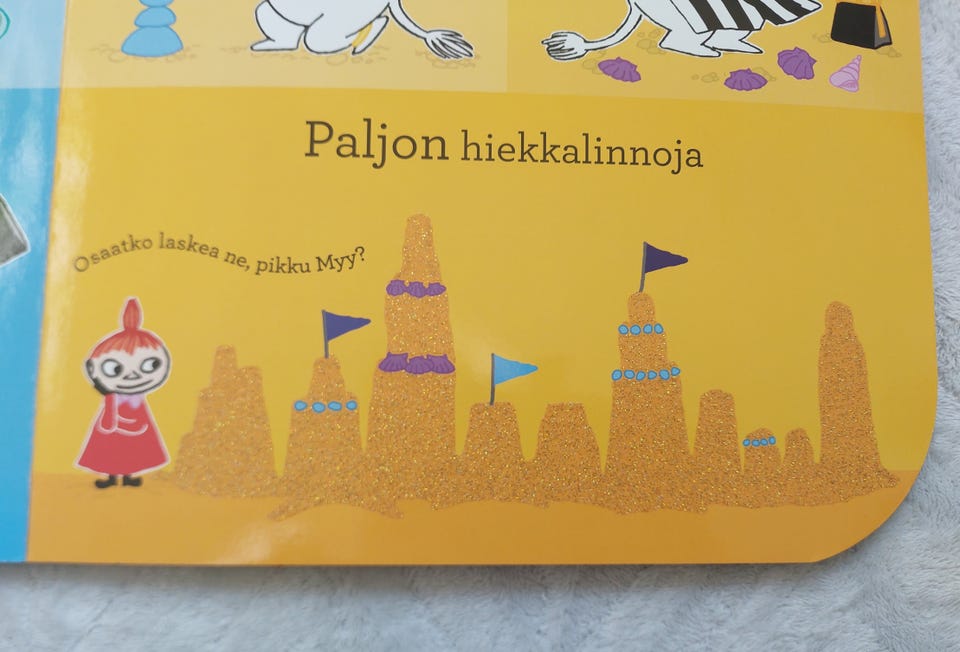 Paljon hiekkalinnoja
Osaatko laskea ne, pikku Myy?